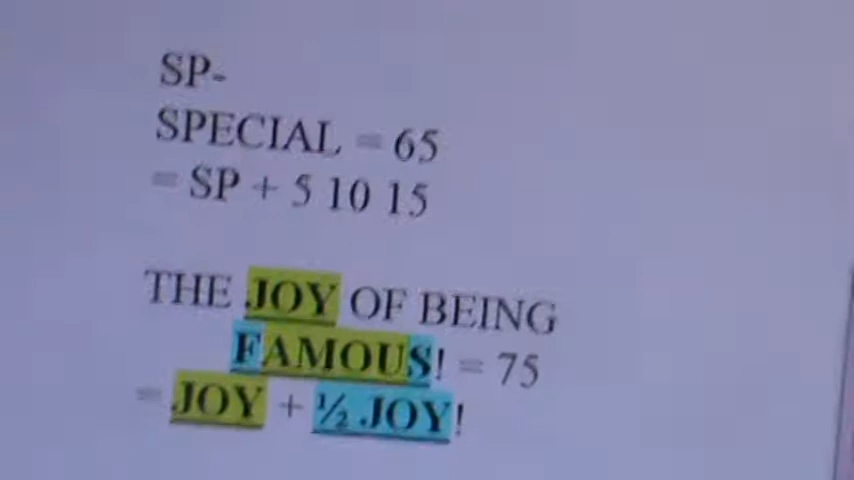 SP-
SPECIAL = 65
= SP + 5 10 15
THE JOY OF BEING
FAMOUS! = 75
= JOY + ½ JOY!